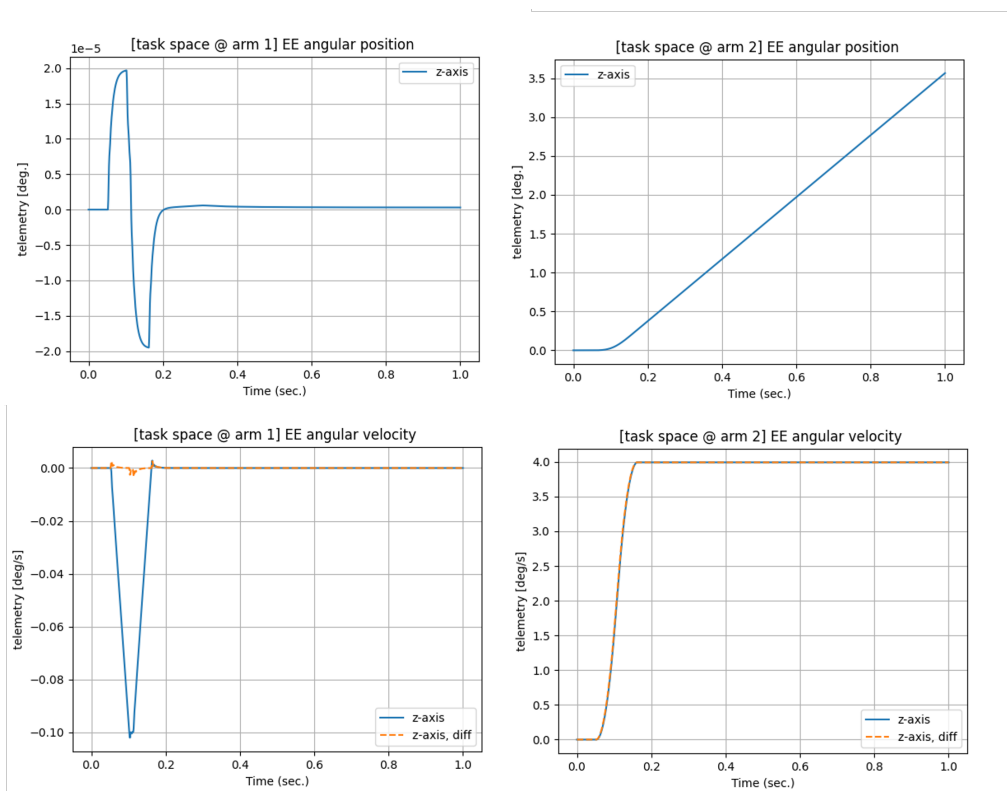 [task space @ arm 1] EE angular position
1e−5
z-axis
2.0
1.5
1.0
0.5
0.0
−0.5
−1.0
−1.5
−2.0
telemetry [deg.]
0.0 0.2 0.4 0.6 0.8 1.0
Time (sec.)
[task space @ arm 2] EE angular position
z-axis
3.5
3.0
2.5
2.0
1.5
1.0
0.5
0.0
telemetry [deg.]
0.0 0.2 0.4 0.6 0.8 1.0
Time (sec.)
[task space @ arm 1] EE angular velocity
0.00
−0.02
−0.04
−0.06
−0.08
−0.10
telemetry [deg/s]
z-axis
z-axis, diff
0.0 0.2 0.4 0.6 0.8 1.0
Time (sec.)
[task space @ arm 2] EE angular velocity
4.0
3.5
3.0
2.5
2.0
1.5
1.0
0.5
0.0
telemetry [deg/s]
z-axis
z-axis, diff
0.0 0.2 0.4 0.6 0.8 1.0
Time (sec.)